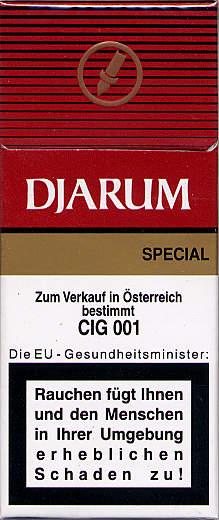 DJARUM
SPECIAL
Zum Verkauf in Österreich
bestimmt
CIG 001
Die EU - Gesundheitsminister:
Rauchen fügt Ihnen
und den Menschen
in Ihrer Umgebung
erheblichen
Schaden zu!